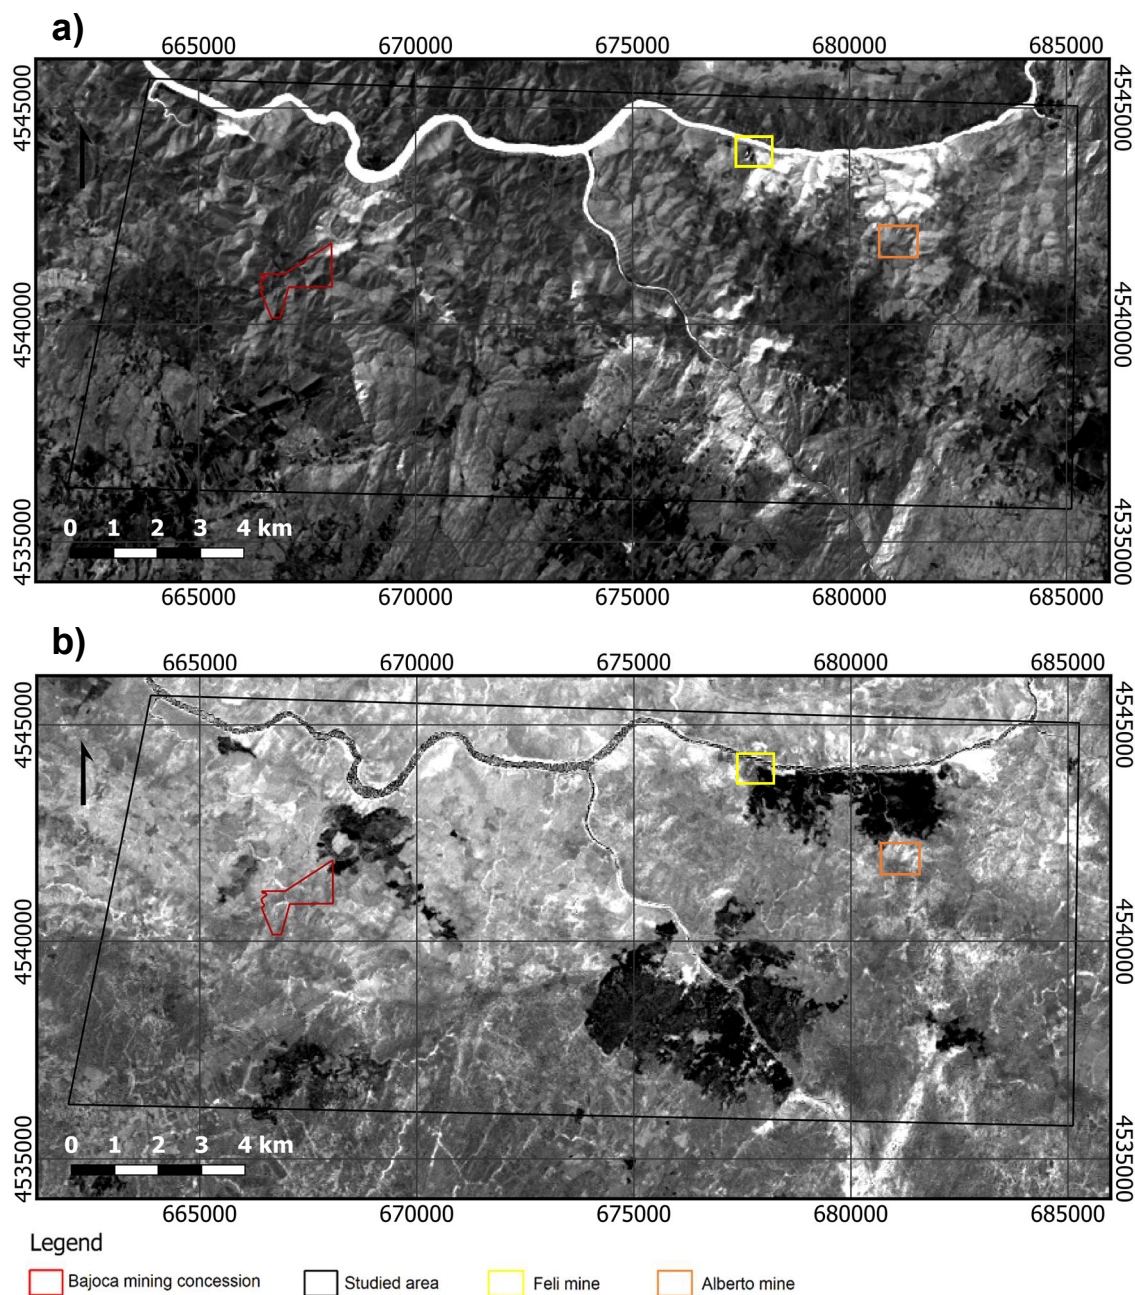 a)
665000 670000 675000 680000 685000
4545000 4545000
4540000 4540000
4535000 4535000
0 1 2 3 4 km
665000 670000 675000 680000 685000
b)
665000 670000 675000 680000 685000
4545000 4545000
4540000 4540000
4535000 4535000
0 1 2 3 4 km
665000 670000 675000 680000 685000
Legend
Bajoca mining concession Studied area Feli mine Alberto mine